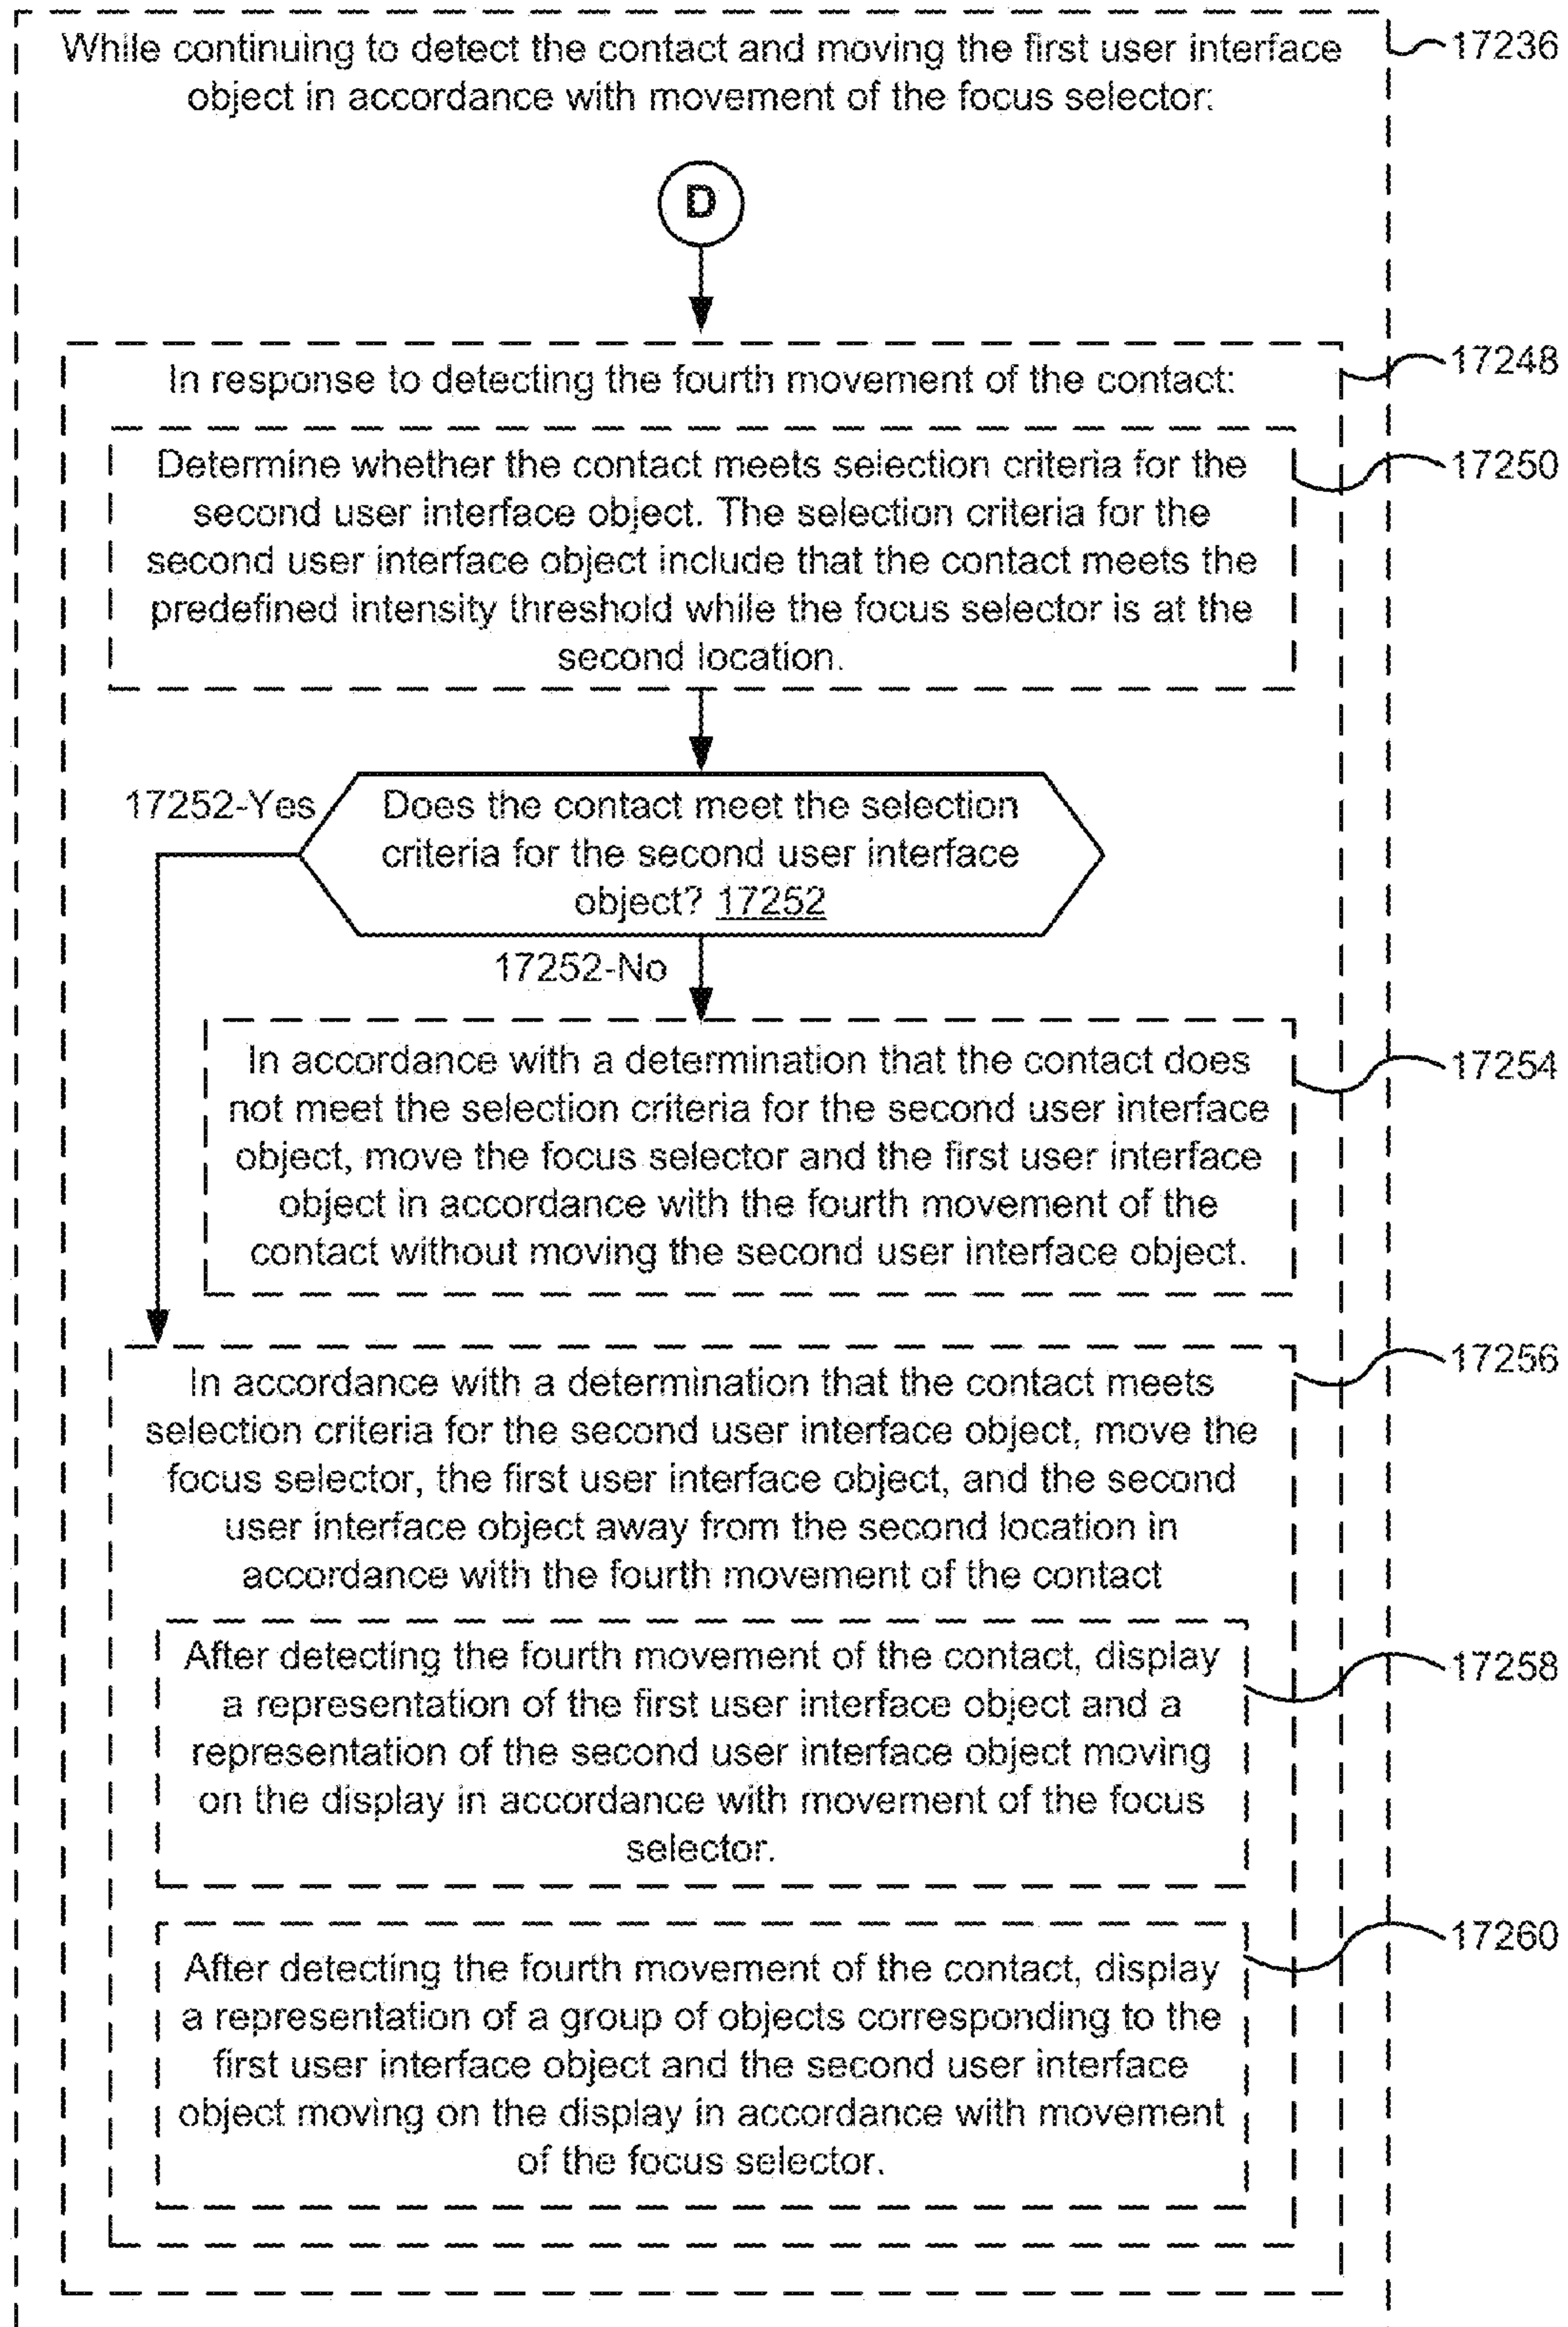 While continuing to detect the contact and moving the first user interface
object in accordance with movement of the focus selector:
17236
D
In response to detecting the fourth movement of the contact:
17248
Determine whether the contact meets selection criteria for the
second user interface object. The selection criteria for the
second user interface object include that the contact meets the
predefined intensity threshold while the focus selector is at the
second location.
17250
17252-Yes
Does the contact meet the selection
criteria for the second user interface
object? 17252
17252-No
In accordance with a determination that the contact does
not meet the selection criteria for the second user interface
object, move the focus selector and the first user interface
object in accordance with the fourth movement of the
contact without moving the second user interface object.
17254
In accordance with a determination that the contact meets
selection criteria for the second user interface object, move the
focus selector, the first user interface object, and the second
user interface object away from the second location in
accordance with the fourth movement of the contact
17256
After detecting the fourth movement of the contact, display
a representation of the first user interface object and a
representation of the second user interface object moving
on the display in accordance with movement of the focus
selector.
17258
After detecting the fourth movement of the contact, display
a representation of a group of objects corresponding to the
first user interface object and the second user interface
object moving on the display in accordance with movement
of the focus selector.
17260